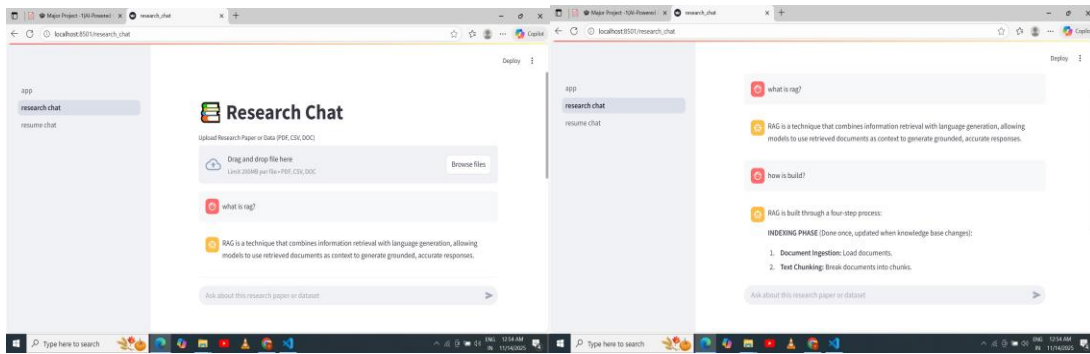 Major Project -1(AI-Powered
research_chat
localhost:8501/research_chat
Copilot
Deploy
app
research chat
resume chat
Research Chat
Upload Research Paper or Data (PDF, CSV, DOC)
Drag and drop file here
Limit 200MB per file • PDF, CSV, DOC
Browse files
what is rag?
RAG is a technique that combines information retrieval with language generation, allowing
models to use retrieved documents as context to generate grounded, accurate responses.
Ask about this research paper or dataset
Type here to search
ENG
IN
12:54 AM
11/14/2025
Major Project -1(AI-Powered
research_chat
localhost:8501/research_chat
Copilot
Deploy
app
research chat
resume chat
what is rag?
RAG is a technique that combines information retrieval with language generation, allowing
models to use retrieved documents as context to generate grounded, accurate responses.
how is build?
RAG is built through a four-step process:
INDEXING PHASE (Done once, updated when knowledge base changes):
1. Document Ingestion: Load documents.
2. Text Chunking: Break documents into chunks.
Ask about this research paper or dataset
Type here to search
ENG
IN
12:54 AM
11/14/2025